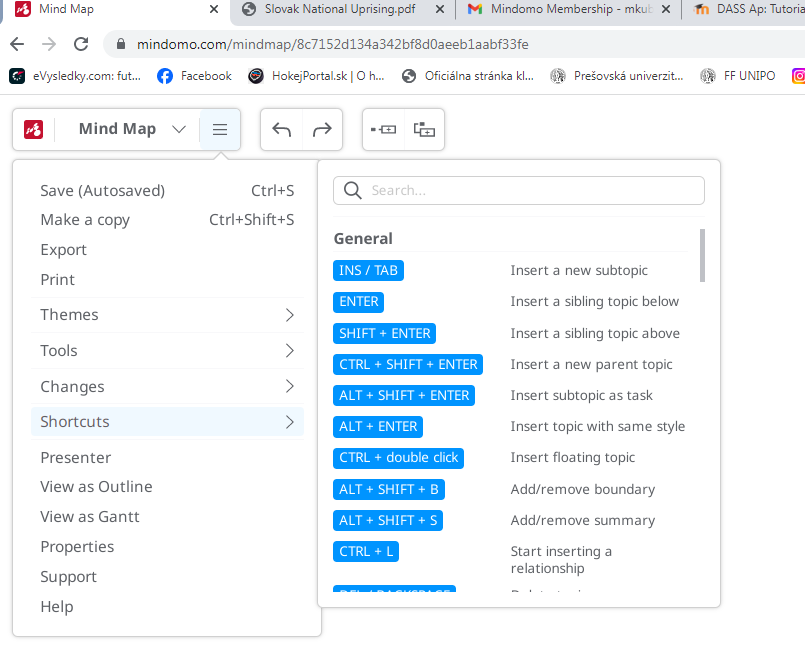 Mind Map
Slovak National Uprising.pdf
Mindomo Membership - mkub
DASS Ap: Tutoria
mindomo.com/mindmap/8c7152d134a342bf8d0aeeb1aabf33fe
eVysledky.com: fut...
Facebook
HokejPortal.sk | O h...
Oficiálna stránka kl...
Prešovská univerzit...
FF UNIPO
Mind Map
Save (Autosaved) Ctrl+S
Make a copy Ctrl+Shift+S
Export
Print
Themes
Tools
Changes
Shortcuts
Presenter
View as Outline
View as Gantt
Properties
Support
Help
Search...
General
INS / TAB Insert a new subtopic
ENTER Insert a sibling topic below
SHIFT + ENTER Insert a sibling topic above
CTRL + SHIFT + ENTER Insert a new parent topic
ALT + SHIFT + ENTER Insert subtopic as task
ALT + ENTER Insert topic with same style
CTRL + double click Insert floating topic
ALT + SHIFT + B Add/remove boundary
ALT + SHIFT + S Add/remove summary
CTRL + L Start inserting a
relationship